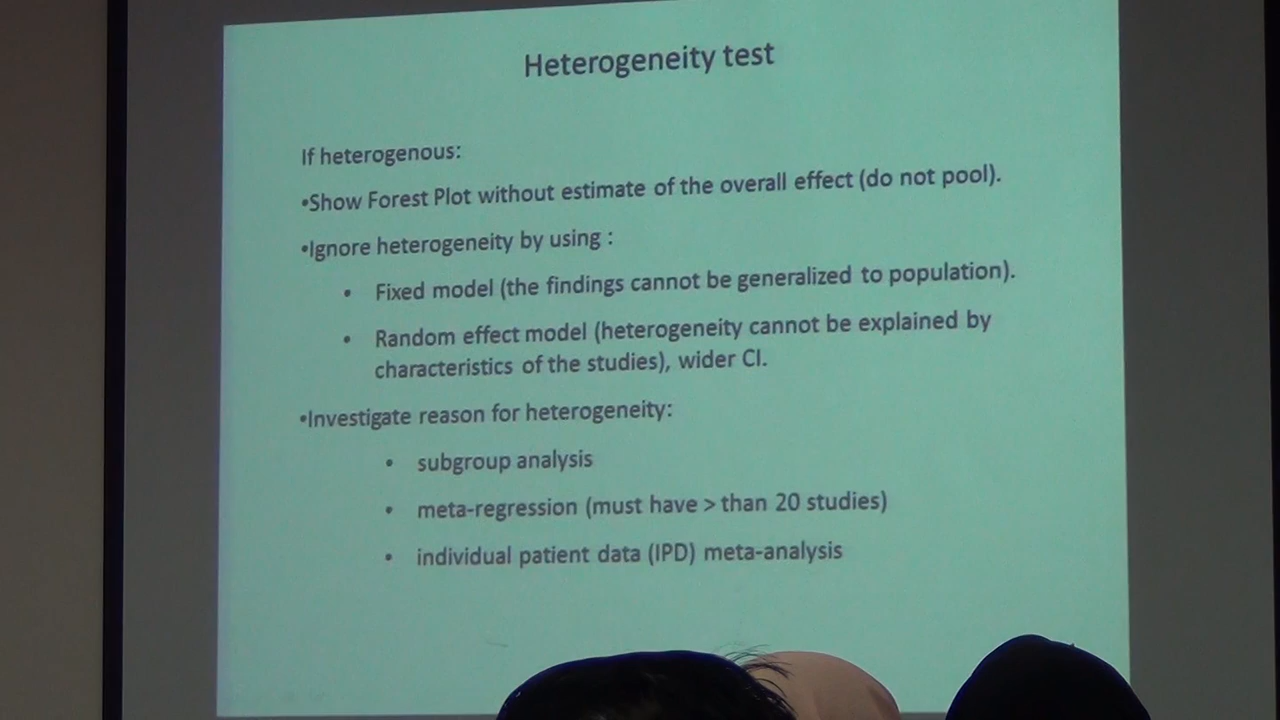 Heterogeneity test
If heterogenous:
•Show Forest Plot without estimate of the overall effect (do not pool).
•Ignore heterogeneity by using :
• Fixed model (the findings cannot be generalized to population).
• Random effect model (heterogeneity cannot be explained by
characteristics of the studies), wider CI.
•Investigate reason for heterogeneity:
• subgroup analysis
• meta-regression (must have > than 20 studies)
• individual patient data (IPD) meta-analysis